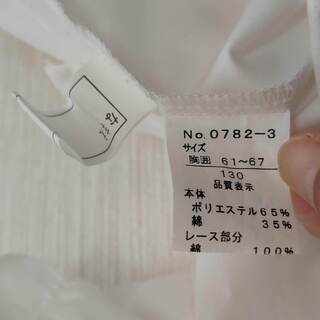 No.0782-3
サイズ
胸囲 61〜67
130
品質表示
本体
ポリエステル65%
綿 35%
レース部分
綿 100%
な